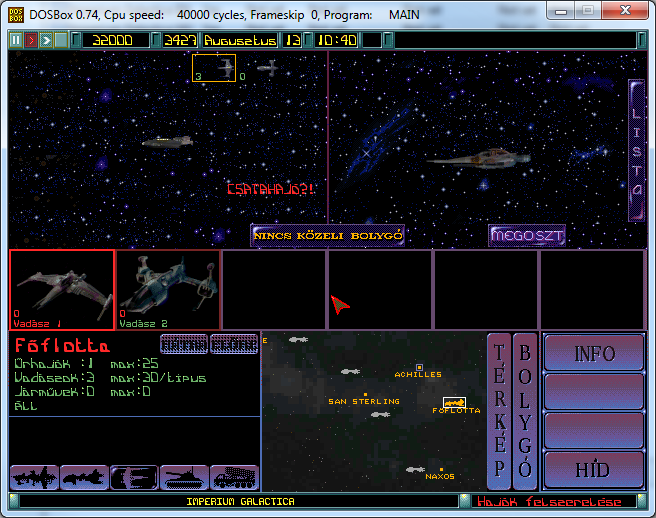 DOSBox 0.74, Cpu speed: 40000 cycles, Frameskip 0, Program: MAIN
32000 3427 Augusztus 13 10:40
3 0
CSATAHAJÓ?!
LISTA
NINCS KÖZELI BOLYGÓ
MEGOSZT
0
Vadász 1
0
Vadász 2
Főflotta
Űrhajók :1 max:25
Vadászok:3 max:30/típus
Járművek:0 max:0
Áll
E
ACHILLES
SAN STERLING
FŐFLOTTA
NAXOS
TÉRKÉP
BOLYGÓ
INFO
HÍD
IMPERIUM GALACTICA
Hajók felszerelése